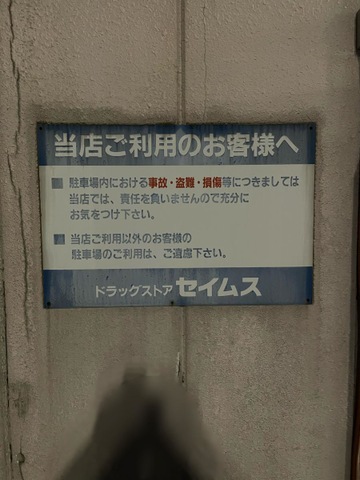 当店ご利用のお客様へ
■ 駐車場内における事故・盗難・損傷等につきましては
当店では、責任を負いませんので充分に
お気をつけ下さい。
■ 当店ご利用以外のお客様の
駐車場のご利用は、ご遠慮下さい。
ドラッグストア セイムス